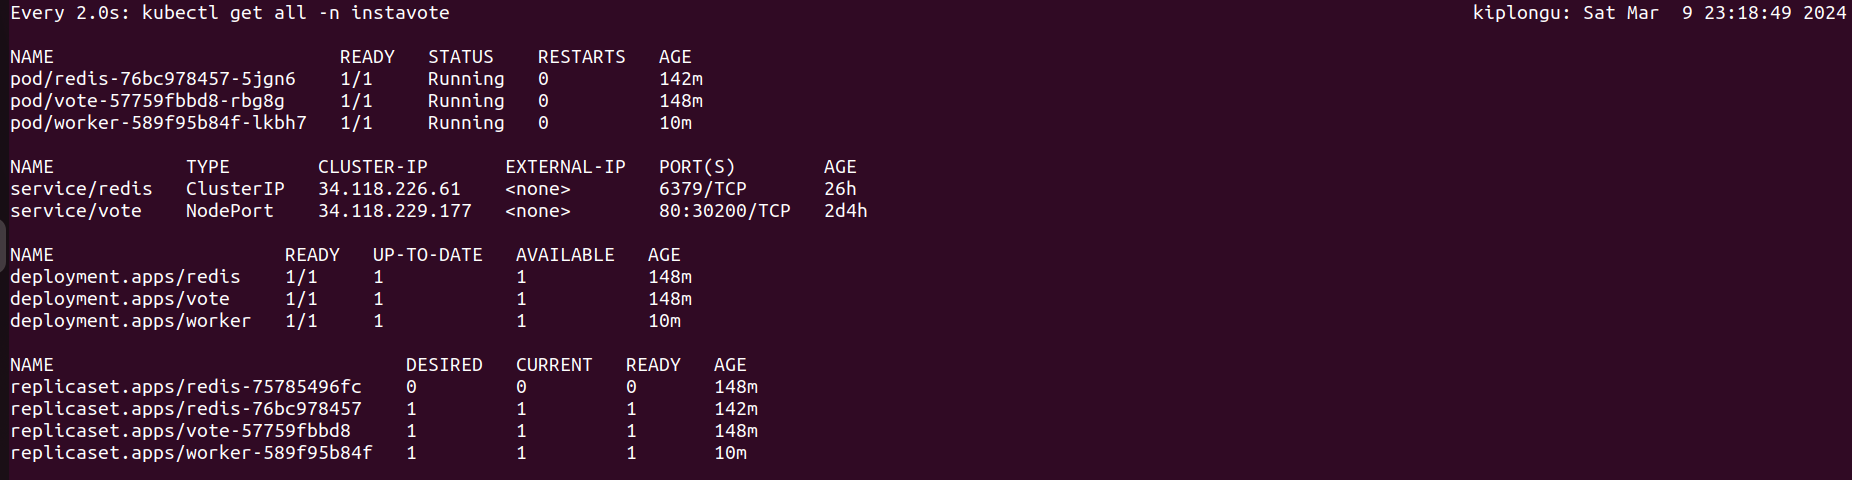 Every 2.0s: kubectl get all -n instavote kiplongu: Sat Mar  9 23:18:49 2024
NAME READY STATUS RESTARTS AGE
pod/redis-76bc978457-5jgn6 1/1 Running 0 142m
pod/vote-57759fbbd8-rbg8g 1/1 Running 0 148m
pod/worker-589f95b84f-lkbh7 1/1 Running 0 10m
NAME TYPE CLUSTER-IP EXTERNAL-IP PORT(S) AGE
service/redis ClusterIP 34.118.226.61 <none> 6379/TCP 26h
service/vote NodePort 34.118.229.177 <none> 80:30200/TCP 2d4h
NAME READY UP-TO-DATE AVAILABLE AGE
deployment.apps/redis 1/1 1 1 148m
deployment.apps/vote 1/1 1 1 148m
deployment.apps/worker 1/1 1 1 10m
NAME DESIRED CURRENT READY AGE
replicaset.apps/redis-75785496fc 0 0 0 148m
replicaset.apps/redis-76bc978457 1 1 1 142m
replicaset.apps/vote-57759fbbd8 1 1 1 148m
replicaset.apps/worker-589f95b84f 1 1 1 10m